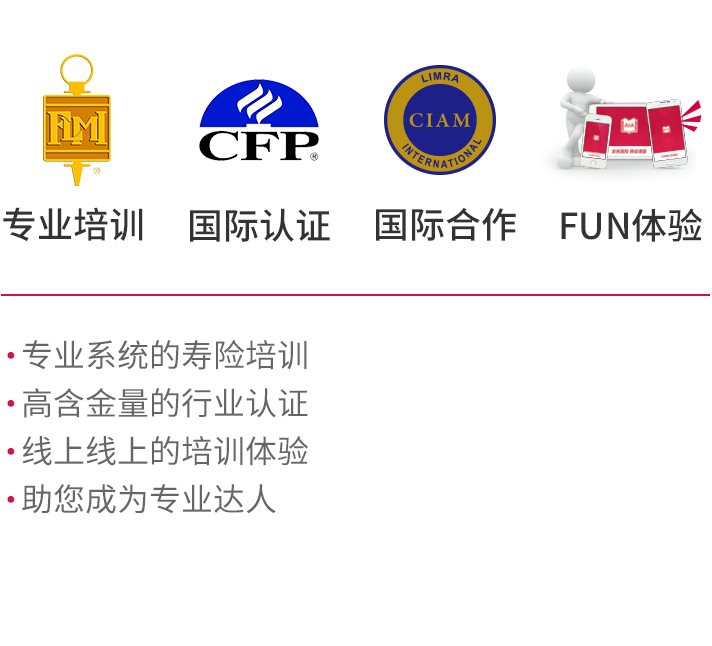 FLMI
®
CFP®
LIMRA
CIAM
INTERNATIONAL
AIA
专业培训
国际认证
国际合作
FUN体验
• 专业系统的寿险培训
• 高含金量的行业认证
• 线上线上的培训体验
• 助您成为专业达人